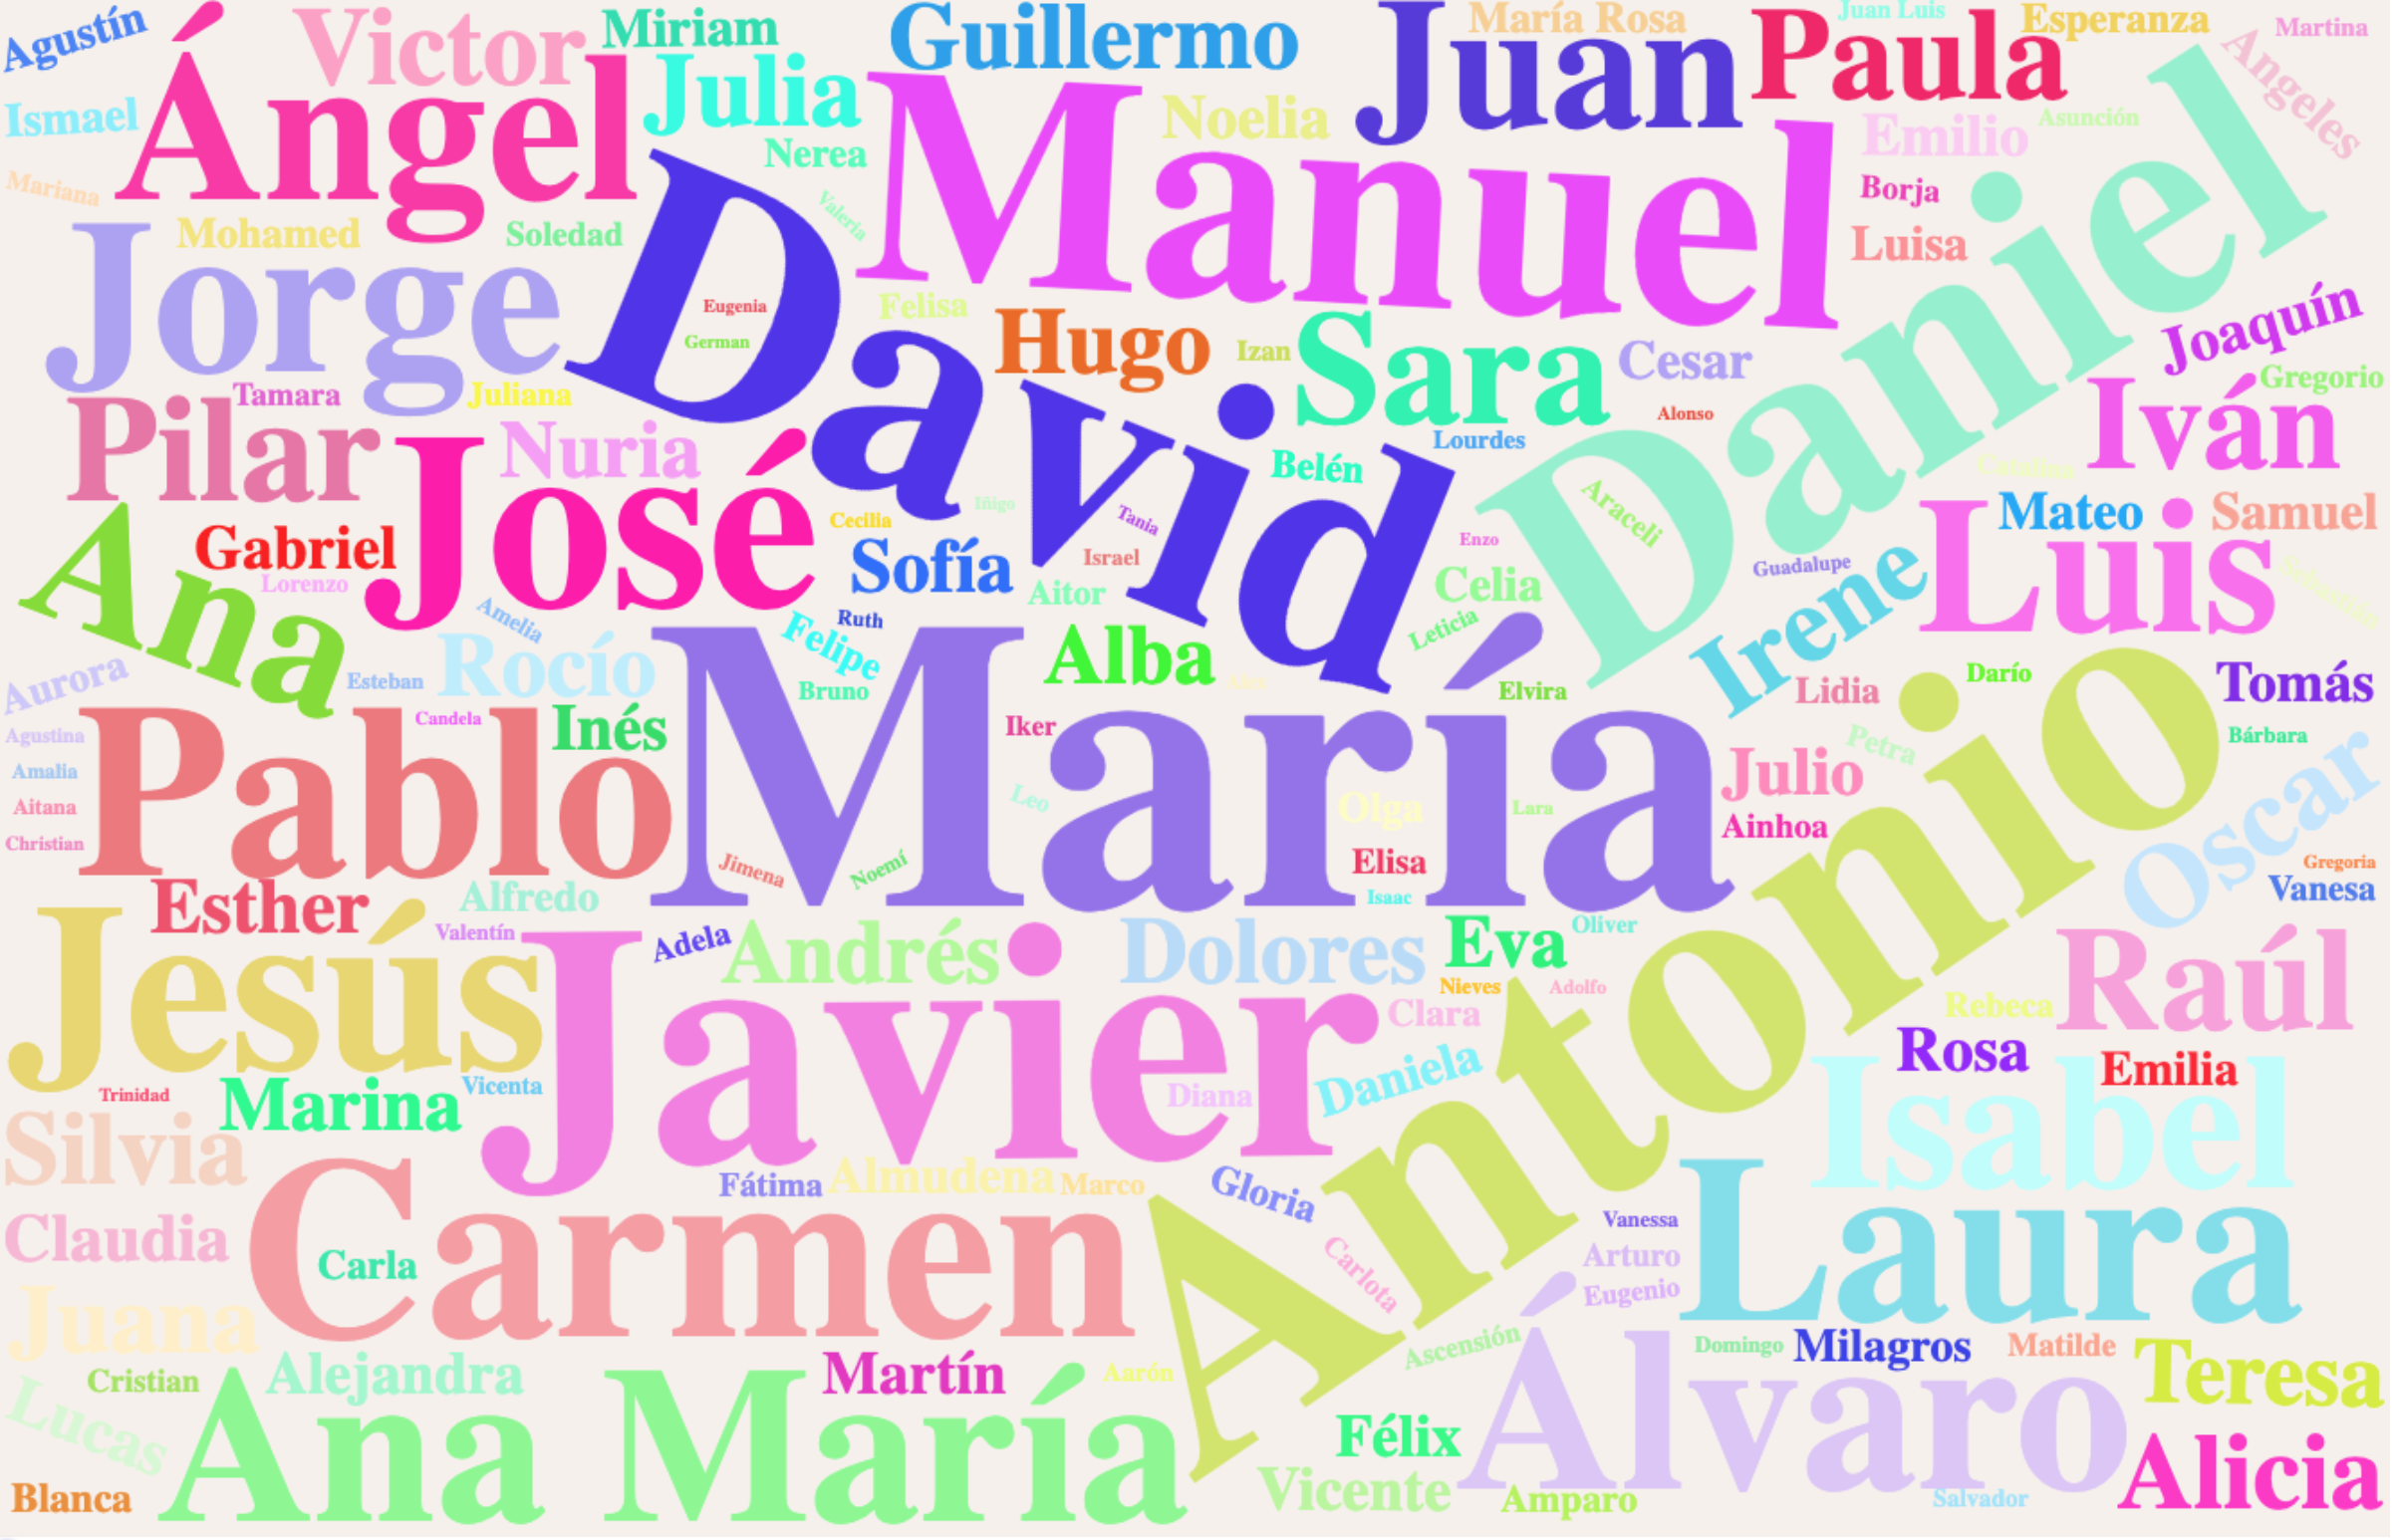 Agustín
Victor
Miriam
Guillermo
Juan
María Rosa
Paula
Juan Luis
Esperanza
Martina
Angeles
Ismael
Ángel
Julia
Manuel
Noelia
Emilio
Asunción
Daniel
Mariana
Nerea
Borja
Mohamed
Soledad
Valeria
Luisa
Jorge
David
Eugenia
German
Felisa
Hugo
Izan
Sara
Cesar
Joaquín
Gregorio
Tamara
Juliana
Alonso
Iván
Pilar
José
Nuria
Lourdes
Belén
Catalina
Araceli
Gabriel
Cecilia
Iñigo
Tania
Mateo
Samuel
Ana
Lorenzo
Sofía
Israel
Enzo
Guadalupe
Luis
Sebastián
Amelia
Aitor
Celia
Irene
Rocío
Felipe
Ruth
Alba
Leticia
Aurora
Esteban
Bruno
Alex
Elvira
Lidia
Darío
Tomás
Agustina
Candela
Inés
Iker
María
Petra
Bárbara
Pablo
Amalia
Aitana
Christian
Leo
Olga
Lara
Julio
Ainhoa
Oscar
Jimena
Noemí
Elisa
Gregoria
Vanesa
Esther
Alfredo
Isaac
Antonio
Jesús
Valentín
Adela
Andrés
Dolores
Eva
Oliver
Raúl
Javier
Nieves
Adolfo
Clara
Rebeca
Rosa
Emilia
Trinidad
Marina
Vicenta
Diana
Daniela
Isabel
Silvia
Fátima
Almudena
Marco
Gloria
Claudia
Carmen
Carla
Carlota
Vanessa
Arturo
Eugenio
Laura
Juana
Ascensión
Domingo
Milagros
Matilde
Teresa
Cristian
Alejandra
Martín
Aarón
Álvaro
Lucas
Ana María
Félix
Vicente
Blanca
Amparo
Salvador
Alicia